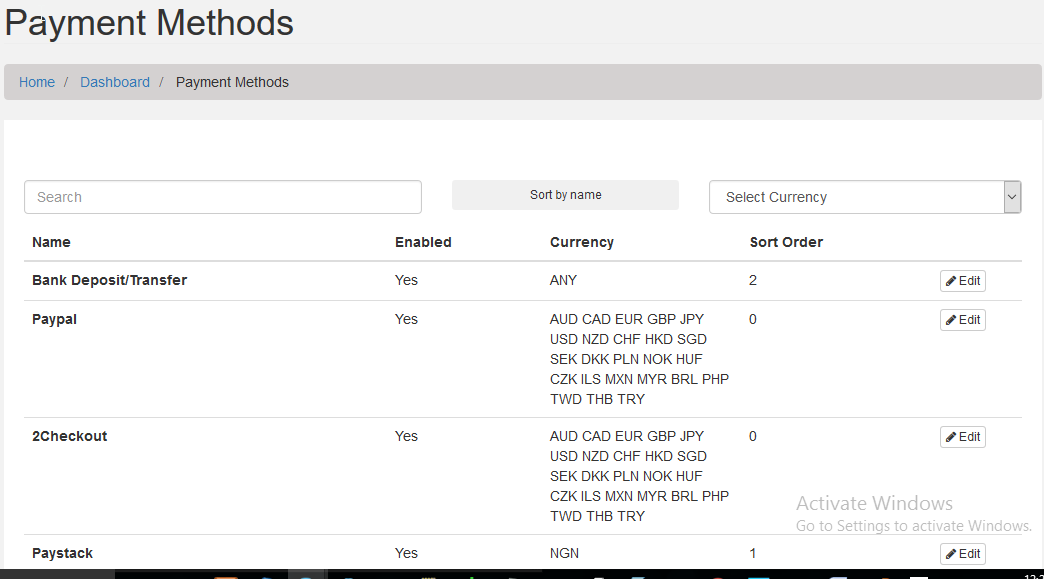 Payment Methods
Home / Dashboard / Payment Methods
Search
Sort by name
Select Currency
Name Enabled Currency Sort Order
Bank Deposit/Transfer Yes ANY 2 Edit
Paypal Yes AUD CAD EUR GBP JPY 0 Edit
USD NZD CHF HKD SGD
SEK DKK PLN NOK HUF
CZK ILS MXN MYR BRL PHP
TWD THB TRY
2Checkout Yes AUD CAD EUR GBP JPY 0 Edit
USD NZD CHF HKD SGD
SEK DKK PLN NOK HUF
CZK ILS MXN MYR BRL PHP
TWD THB TRY
Activate Windows
Go to Settings to activate Windows.
Paystack Yes NGN 1 Edit